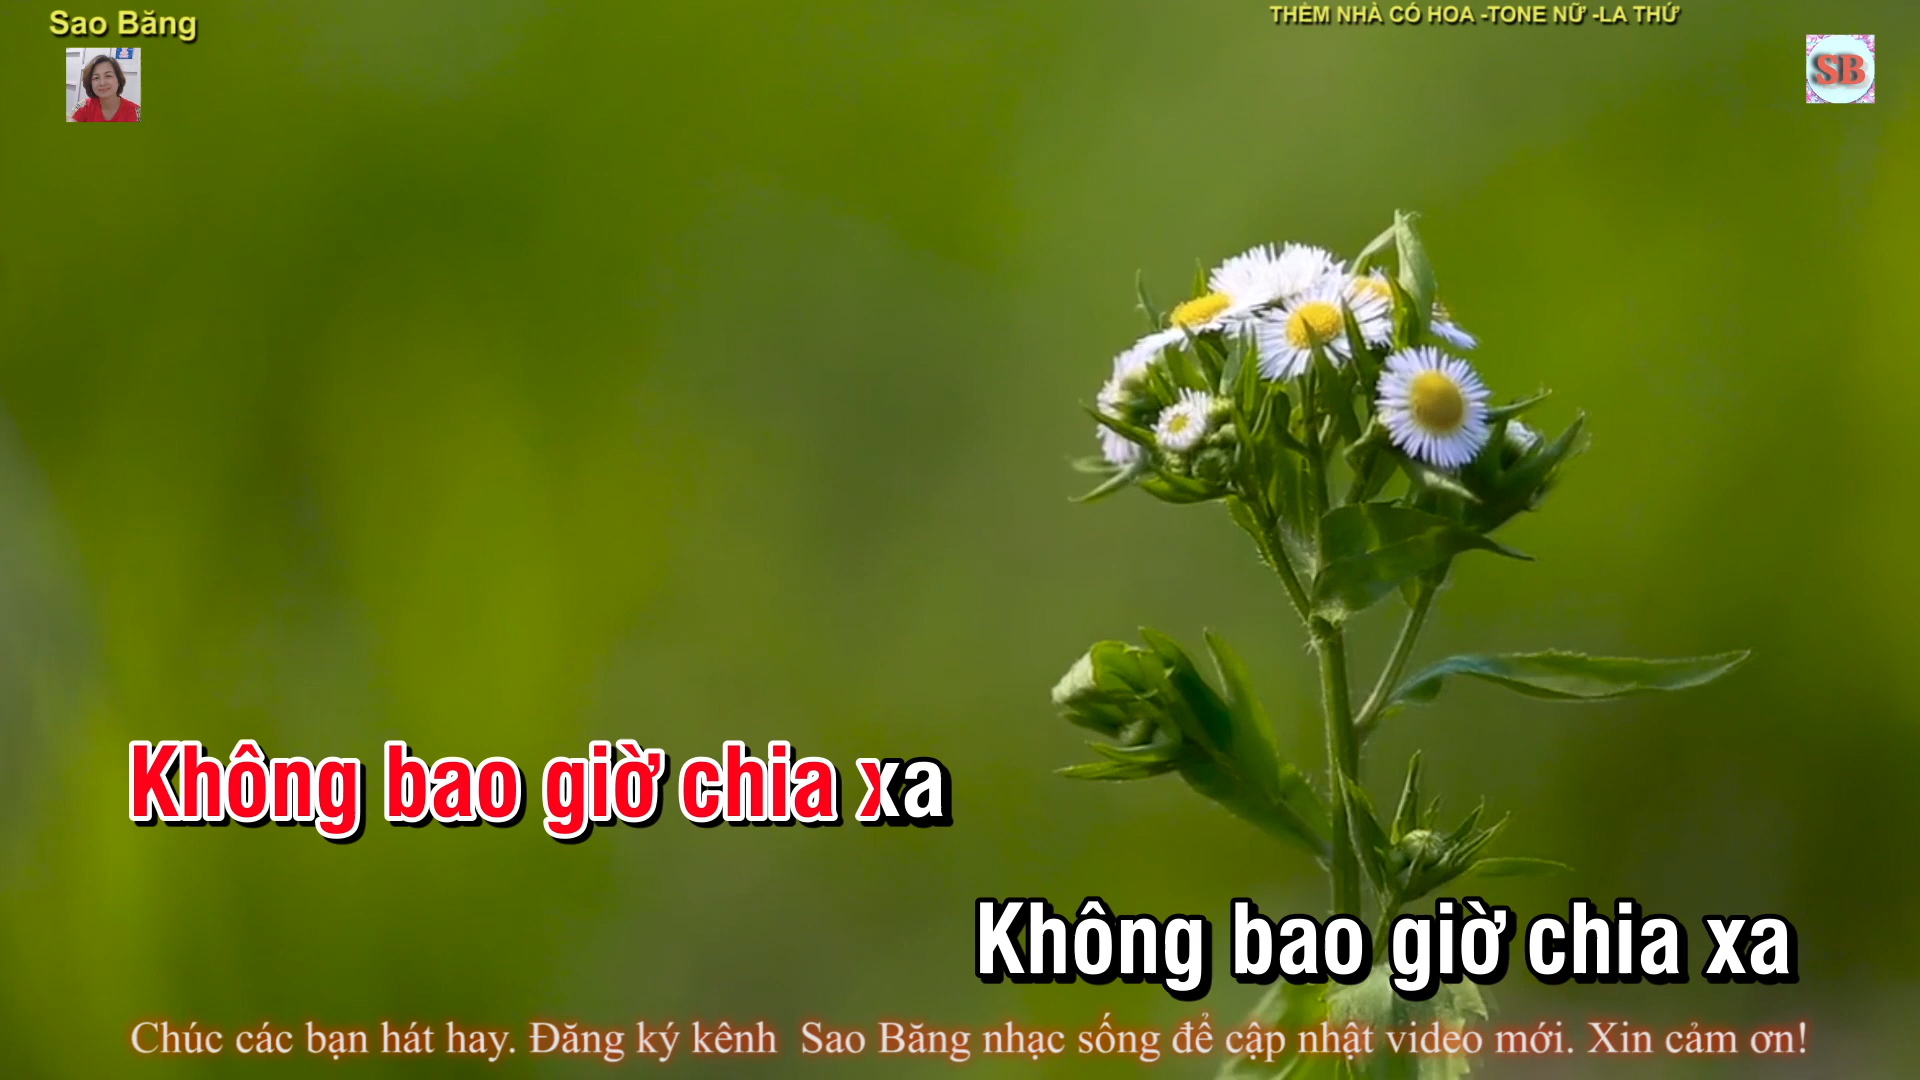 Sao Băng
THỀM NHÀ CÓ HOA -TONE NỮ -LA THỨ
SB
Không bao giờ chia xa
Không bao giờ chia xa
Chúc các bạn hát hay. Đăng ký kênh Sao Băng nhạc sống để cập nhật video mới. Xin cảm ơn!